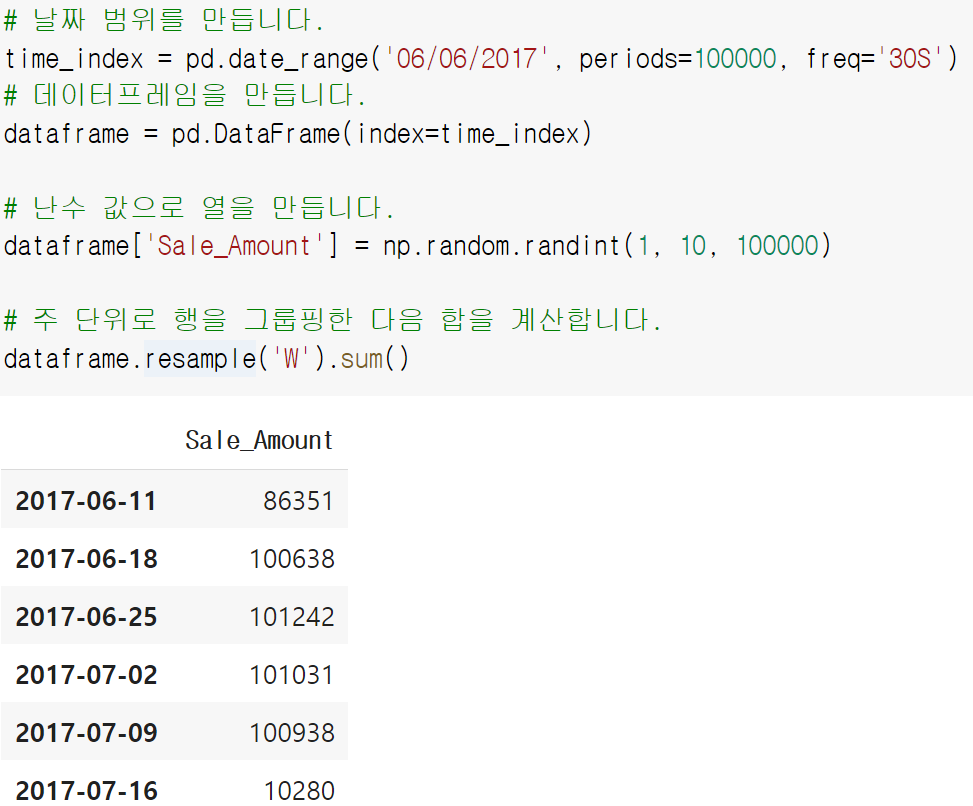 # 날짜 범위를 만듭니다.
time_index = pd.date_range('06/06/2017', periods=100000, freq='30S')
# 데이터프레임을 만듭니다.
dataframe = pd.DataFrame(index=time_index)
# 난수 값으로 열을 만듭니다.
dataframe['Sale_Amount'] = np.random.randint(1, 10, 100000)
# 주 단위로 행을 그룹핑한 다음 합을 계산합니다.
dataframe.resample('W').sum()
Sale_Amount
2017-06-11 86351
2017-06-18 100638
2017-06-25 101242
2017-07-02 101031
2017-07-09 100938
2017-07-16 10280